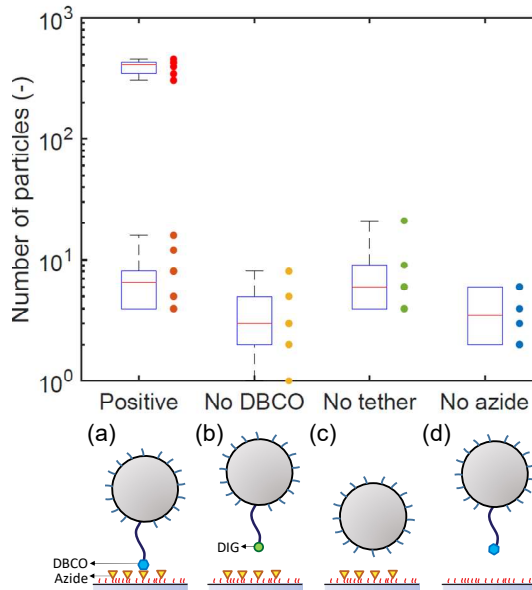 Number of particles (-)
10³
10²
10¹
10⁰
Positive No DBCO No tether No azide
(a) (b) (c) (d)
DIG
DBCO
Azide